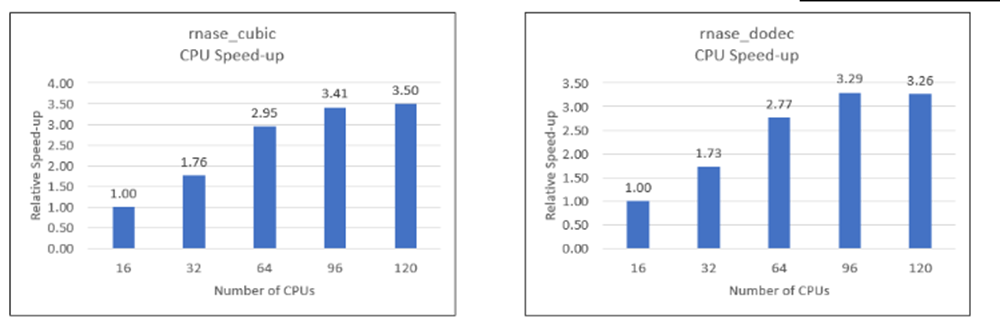 rnase_cubic
CPU Speed-up
4.00
3.50
3.00
2.50
2.00
1.50
1.00
0.50
0.00
Relative Speed-up
1.00
1.76
2.95
3.41
3.50
16 32 64 96 120
Number of CPUs
rnase_dodec
CPU Speed-up
3.50
3.00
2.50
2.00
1.50
1.00
0.50
0.00
Relative Speed-up
1.00
1.73
2.77
3.29
3.26
16 32 64 96 120
Number of CPUs